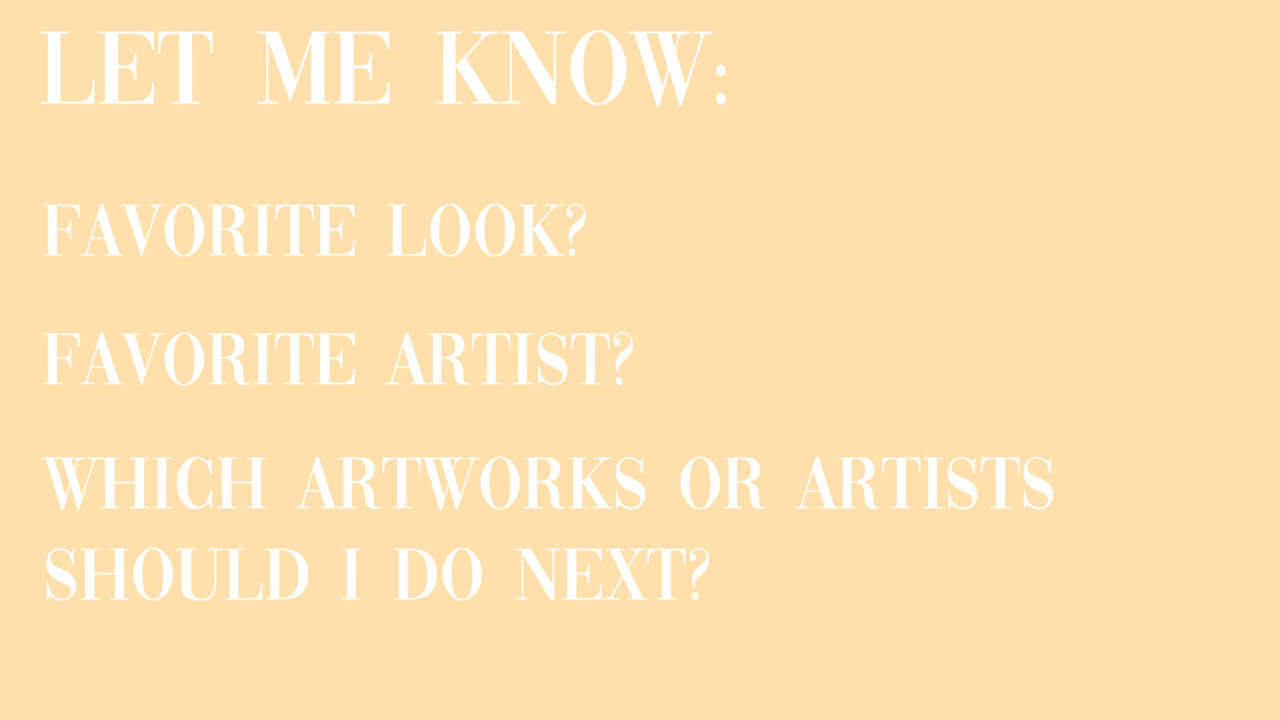 LET ME KNOW:
FAVORITE LOOK?
FAVORITE ARTIST?
WHICH ARTWORKS OR ARTISTS
SHOULD I DO NEXT?